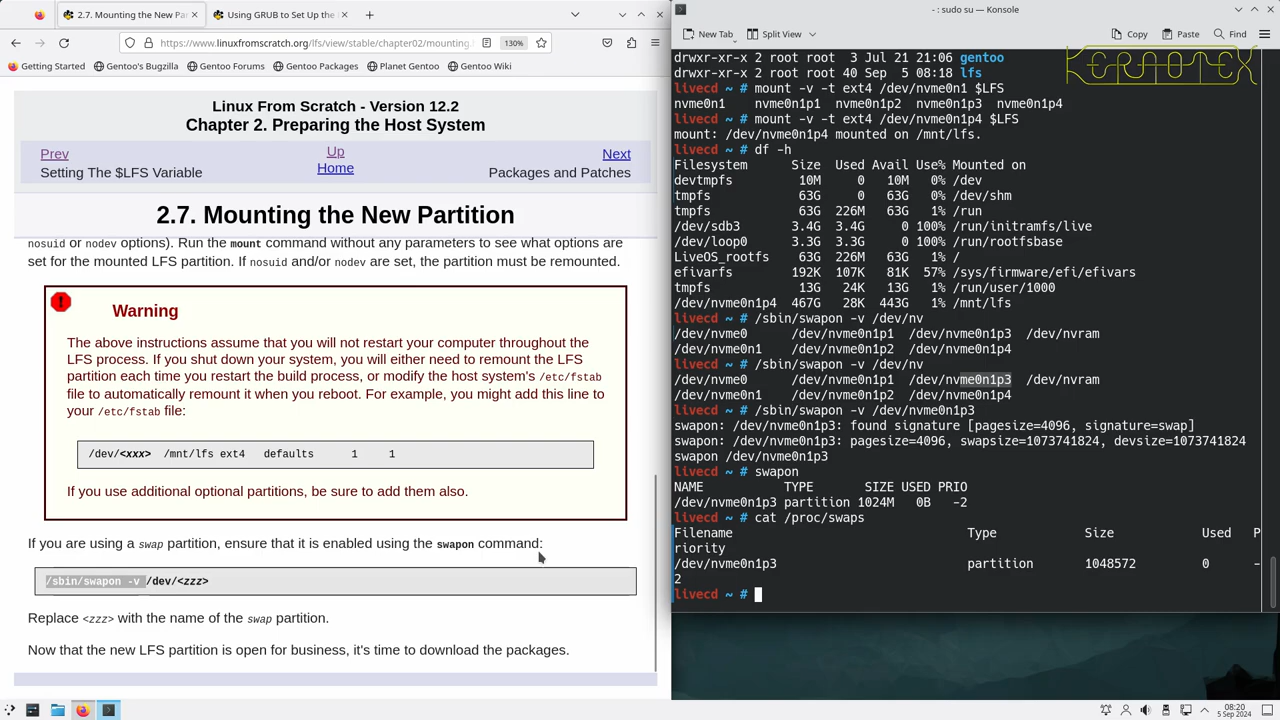 2.7. Mounting the New Par
Using GRUB to Set Up the
https://www.linuxfromscratch.org/lfs/view/stable/chapter02/mounting.
130%
Getting Started
Gentoo's Bugzilla
Gentoo Forums
Gentoo Packages
Planet Gentoo
Gentoo Wiki
Linux From Scratch - Version 12.2
Chapter 2. Preparing the Host System
Prev
Up
Next
Setting The $LFS Variable
Home
Packages and Patches
2.7. Mounting the New Partition
nosuid or nodev options). Run the mount command without any parameters to see what options are
set for the mounted LFS partition. If nosuid and/or nodev are set, the partition must be remounted.
Warning
The above instructions assume that you will not restart your computer throughout the
LFS process. If you shut down your system, you will either need to remount the LFS
partition each time you restart the build process, or modify the host system's /etc/fstab
file to automatically remount it when you reboot. For example, you might add this line to
your /etc/fstab file:
/dev/<xxx>  /mnt/lfs ext4   defaults      1     1
If you use additional optional partitions, be sure to add them also.
If you are using a swap partition, ensure that it is enabled using the swapon command:
/sbin/swapon -v /dev/<zzz>
Replace <zzz> with the name of the swap partition.
Now that the new LFS partition is open for business, it's time to download the packages.
- : sudo su — Konsole
New Tab
Split View
Copy
Paste
Find
KERNOTEX
drwxr-xr-x 2 root root  3 Jul 21 21:06 gentoo
drwxr-xr-x 2 root root 40 Sep  5 08:18 lfs
livecd ~ # mount -v -t ext4 /dev/nvme0n1 $LFS
nvme0n1    nvme0n1p1  nvme0n1p2  nvme0n1p3  nvme0n1p4
livecd ~ # mount -v -t ext4 /dev/nvme0n1p4 $LFS
mount: /dev/nvme0n1p4 mounted on /mnt/lfs.
livecd ~ # df -h
Filesystem      Size  Used Avail Use% Mounted on
devtmpfs         10M     0   10M   0% /dev
tmpfs            63G     0   63G   0% /dev/shm
tmpfs            63G  226M   63G   1% /run
/dev/sdb3       3.4G  3.4G     0 100% /run/initramfs/live
/dev/loop0      3.3G  3.3G     0 100% /run/rootfsbase
LiveOS_rootfs    63G  226M   63G   1% /
efivarfs        192K  107K   81K  57% /sys/firmware/efi/efivars
tmpfs            13G   24K   13G   1% /run/user/1000
/dev/nvme0n1p4  467G   28K  443G   1% /mnt/lfs
livecd ~ # /sbin/swapon -v /dev/nv
/dev/nvme0      /dev/nvme0n1p1  /dev/nvme0n1p3  /dev/nvram
/dev/nvme0n1    /dev/nvme0n1p2  /dev/nvme0n1p4
livecd ~ # /sbin/swapon -v /dev/nv
/dev/nvme0      /dev/nvme0n1p1  /dev/nvme0n1p3  /dev/nvram
/dev/nvme0n1    /dev/nvme0n1p2  /dev/nvme0n1p4
livecd ~ # /sbin/swapon -v /dev/nvme0n1p3
swapon: /dev/nvme0n1p3: found signature [pagesize=4096, signature=swap]
swapon: /dev/nvme0n1p3: pagesize=4096, swapsize=1073741824, devsize=1073741824
swapon /dev/nvme0n1p3
livecd ~ # swapon
NAME           TYPE       SIZE USED PRIO
/dev/nvme0n1p3 partition 1024M   0B   -2
livecd ~ # cat /proc/swaps
Filename                                Type            Size            Used            P
riority
/dev/nvme0n1p3                          partition       1048572         0               -
2
livecd ~ #
08:20
5 Sep 2024